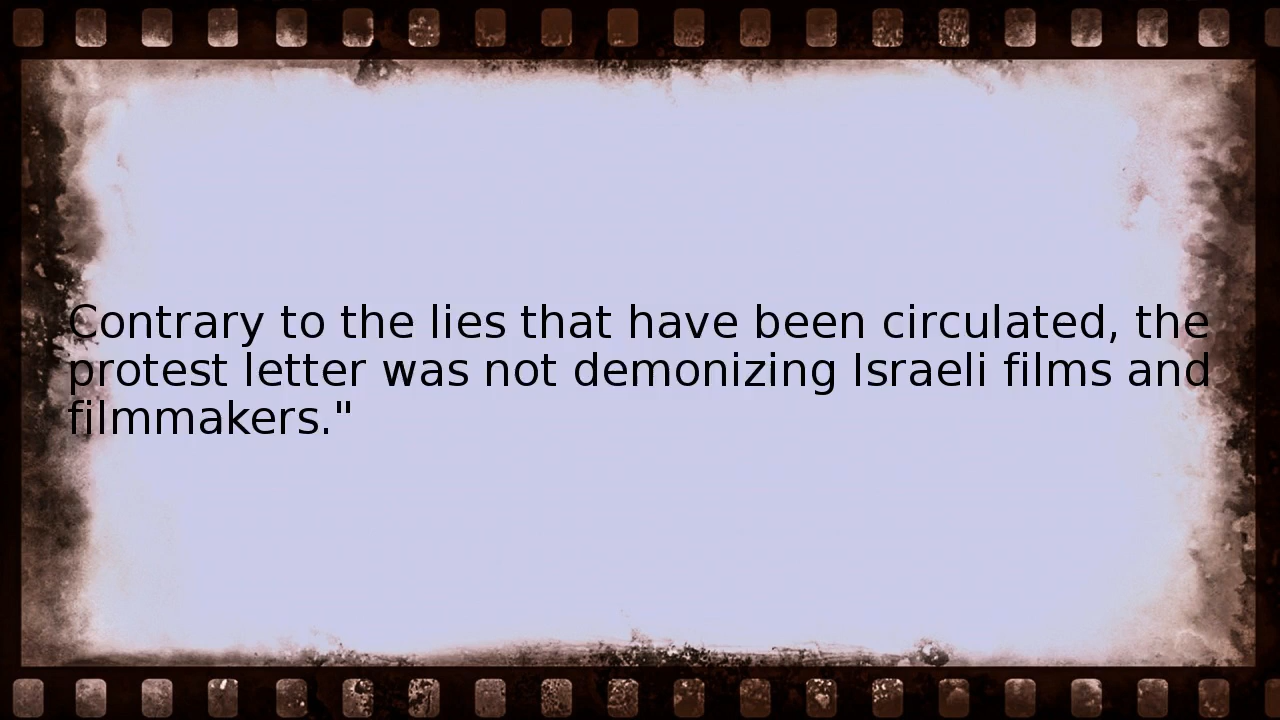 Contrary to the lies that have been circulated, the
protest letter was not demonizing Israeli films and
filmmakers."